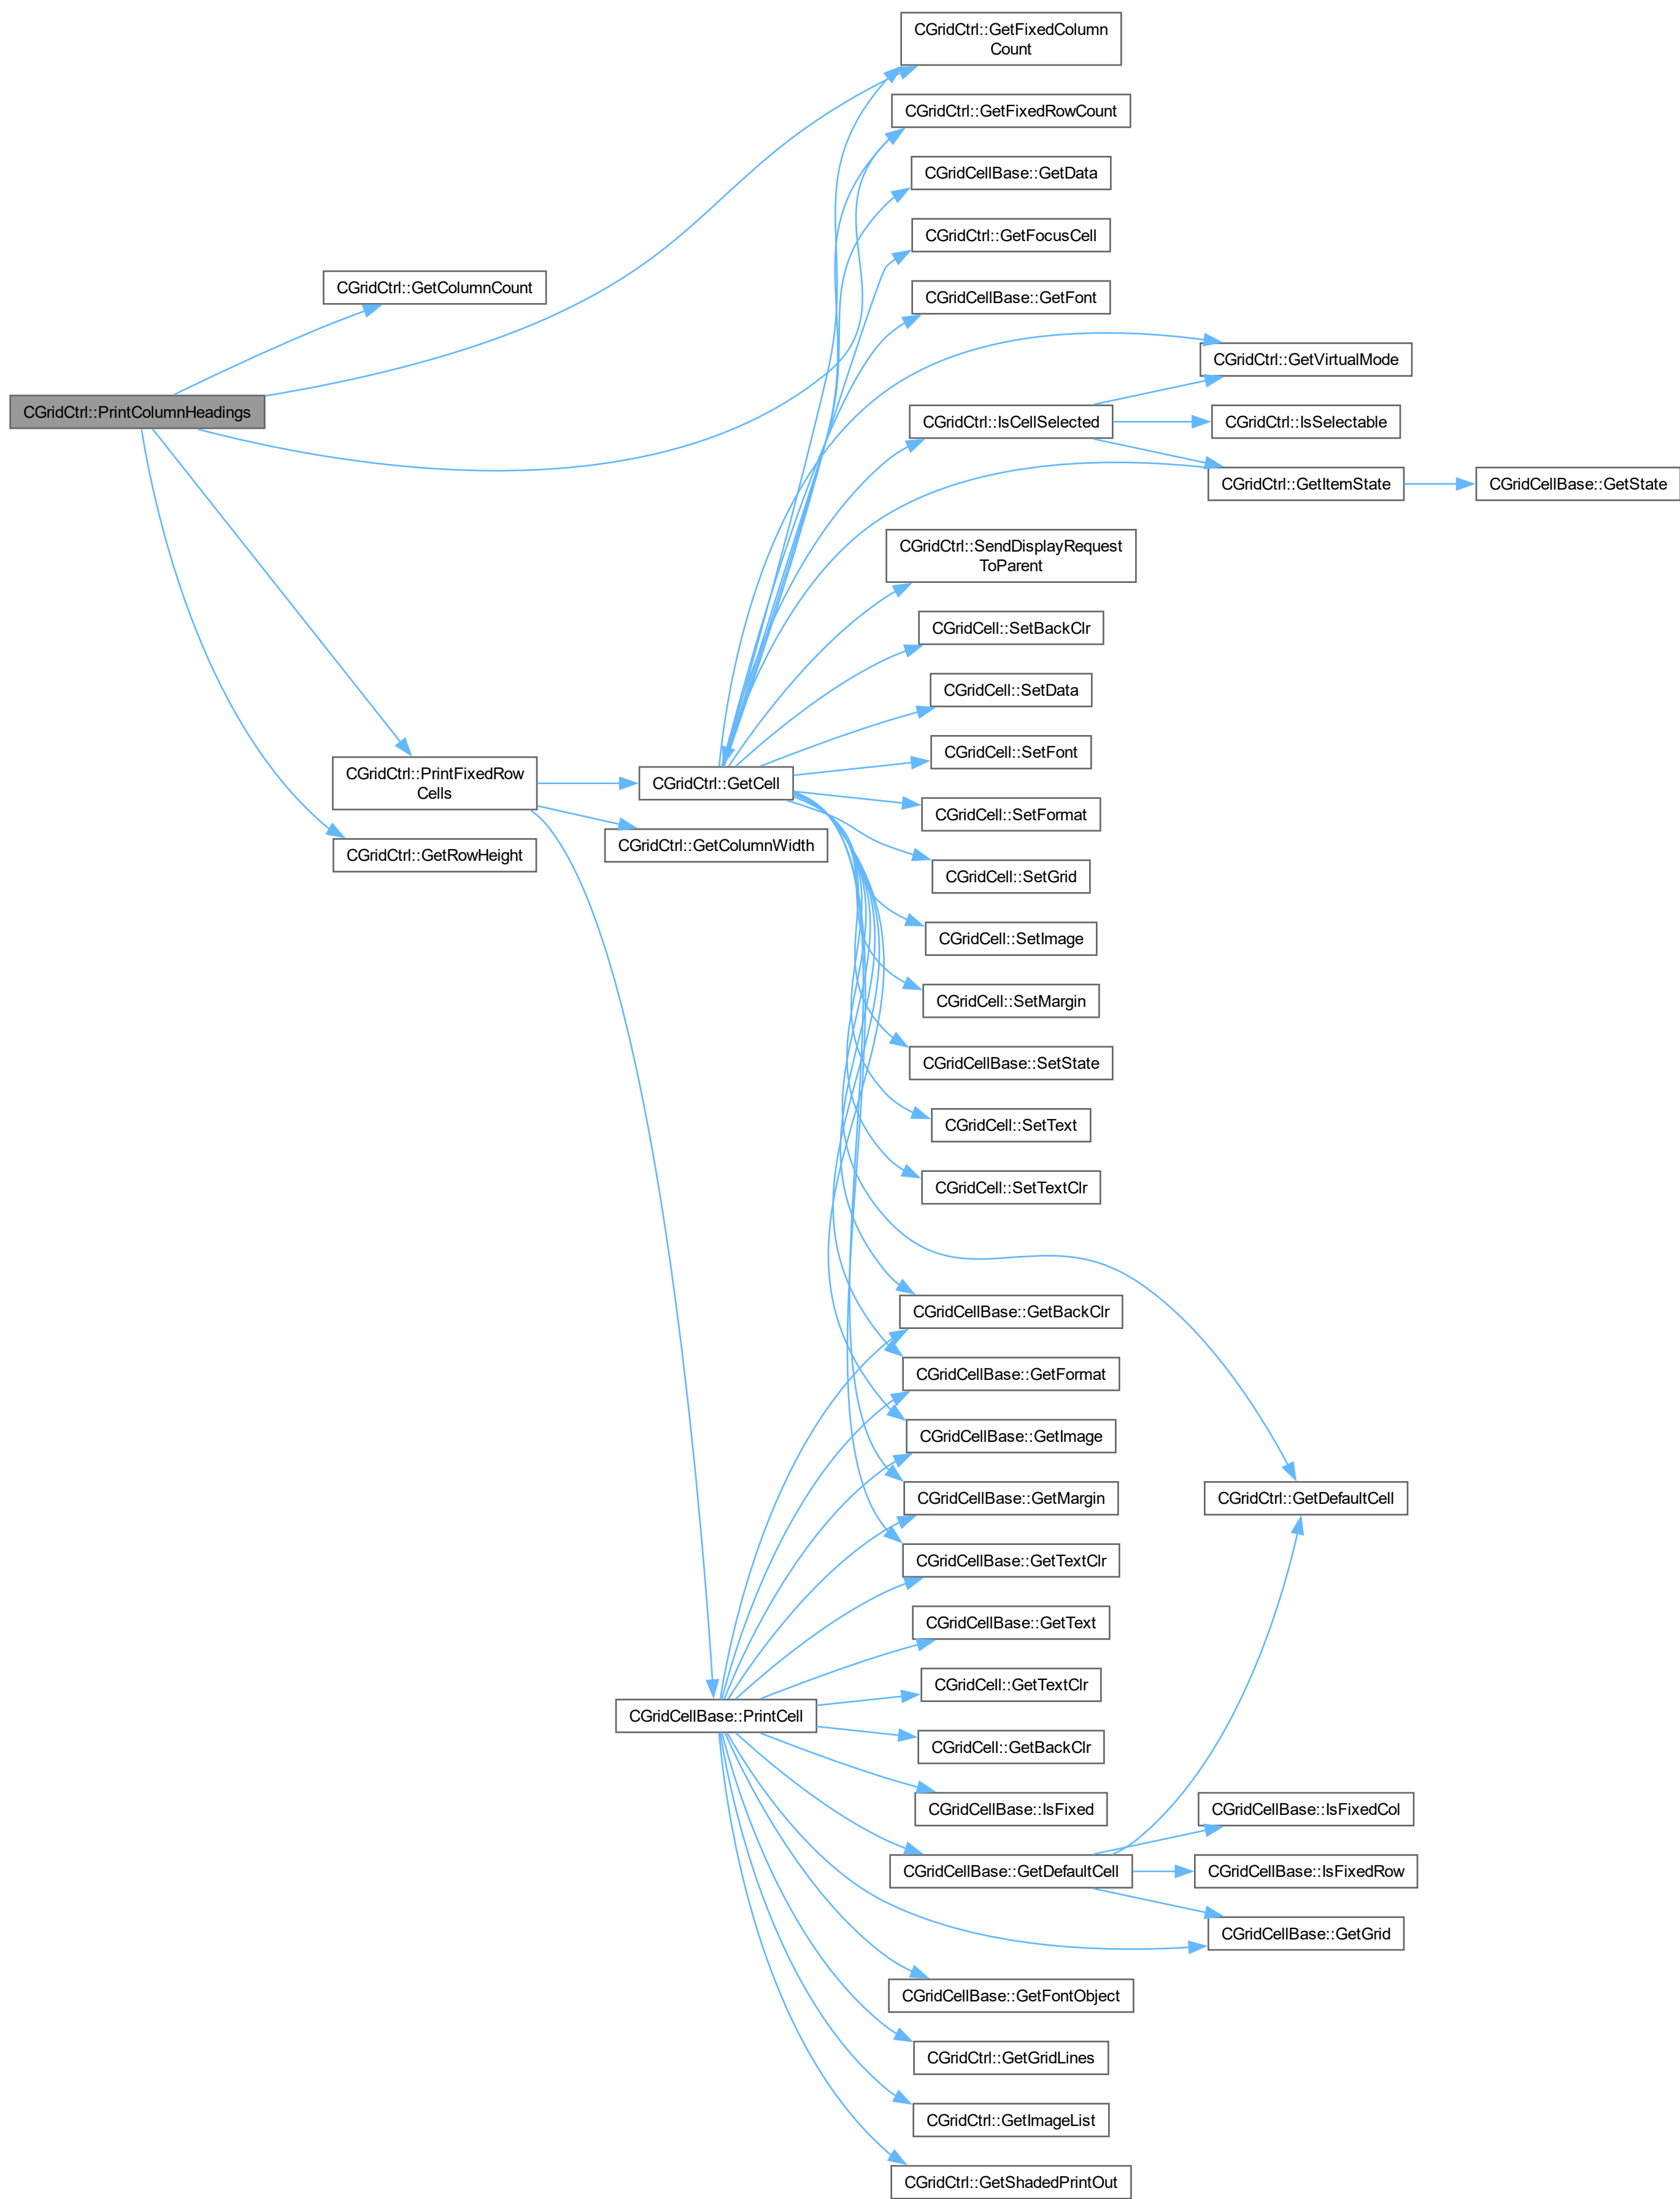 CGridCtrl::GetFixedColumn
Count
CGridCtrl::GetFixedRowCount
CGridCellBase::GetData
CGridCtrl::GetFocusCell
CGridCtrl::GetColumnCount
CGridCellBase::GetFont
CGridCtrl::GetVirtualMode
CGridCtrl::PrintColumnHeadings
CGridCtrl::IsCellSelected
CGridCtrl::IsSelectable
CGridCtrl::GetItemState
CGridCellBase::GetState
CGridCtrl::SendDisplayRequest
ToParent
CGridCell::SetBackClr
CGridCell::SetData
CGridCell::SetFont
CGridCtrl::PrintFixedRow
Cells
CGridCtrl::GetCell
CGridCell::SetFormat
CGridCtrl::GetColumnWidth
CGridCtrl::GetRowHeight
CGridCell::SetGrid
CGridCell::SetImage
CGridCell::SetMargin
CGridCellBase::SetState
CGridCell::SetText
CGridCell::SetTextClr
CGridCellBase::GetBackClr
CGridCellBase::GetFormat
CGridCellBase::GetImage
CGridCellBase::GetMargin
CGridCtrl::GetDefaultCell
CGridCellBase::GetTextClr
CGridCellBase::GetText
CGridCell::GetTextClr
CGridCellBase::PrintCell
CGridCell::GetBackClr
CGridCellBase::IsFixed
CGridCellBase::IsFixedCol
CGridCellBase::GetDefaultCell
CGridCellBase::IsFixedRow
CGridCellBase::GetGrid
CGridCellBase::GetFontObject
CGridCtrl::GetGridLines
CGridCtrl::GetImageList
CGridCtrl::GetShadedPrintOut